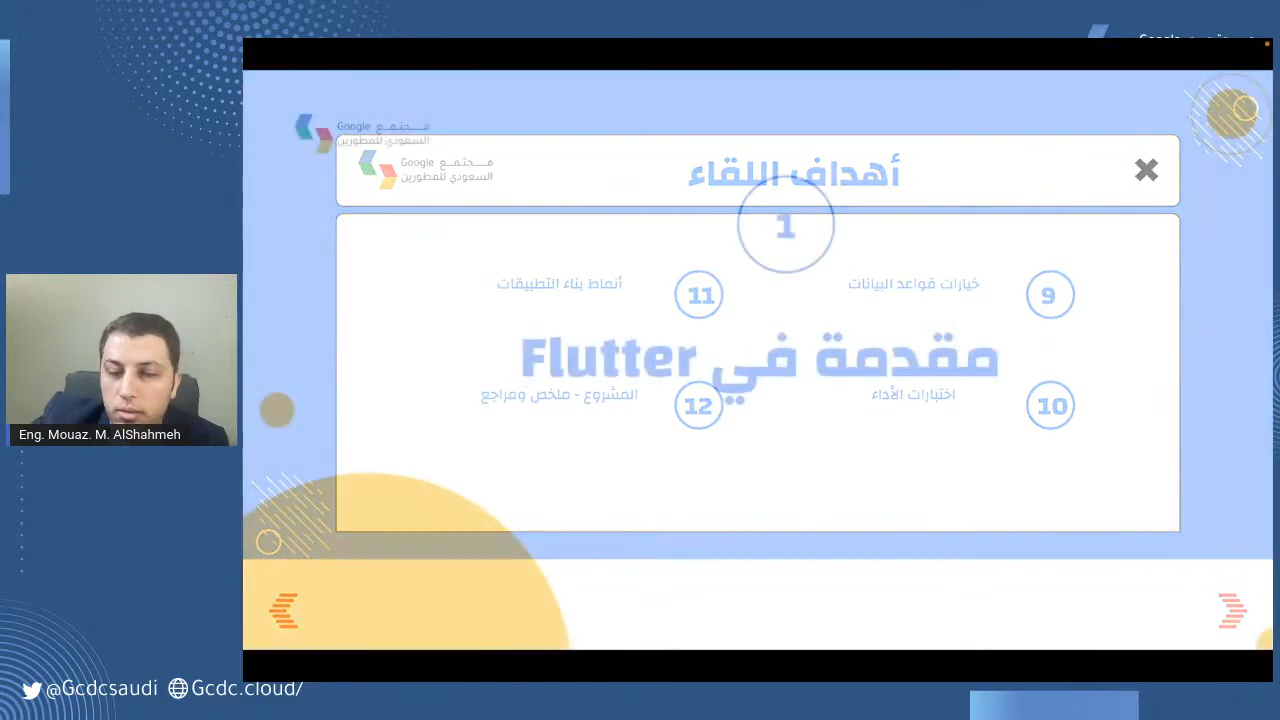 Google
مجتمع Google
السعودي للمطورين
مجتمع Google
السعودي للمطورين
أهداف اللقاء
1
9
خيارات قواعد البيانات
11
أنماط بناء التطبيقات
مقدمة في Flutter
10
اختبارات الأداء
12
المشروع - ملخص ومراجع
Eng. Mouaz. M. AlShahmeh
@Gcdcsaudi Gcdc.cloud/